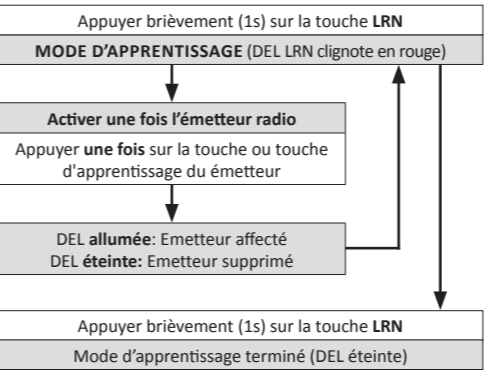 Appuyer brièvement (1s) sur la touche LRN
MODE D'APPRENTISSAGE (DEL LRN clignote en rouge)
Activer une fois l'émetteur radio
Appuyer une fois sur la touche ou touche
d'apprentissage du émetteur
DEL allumée: Emetteur affecté
DEL éteinte: Emetteur supprimé
Appuyer brièvement (1s) sur la touche LRN
Mode d'apprentissage terminé (DEL éteinte)